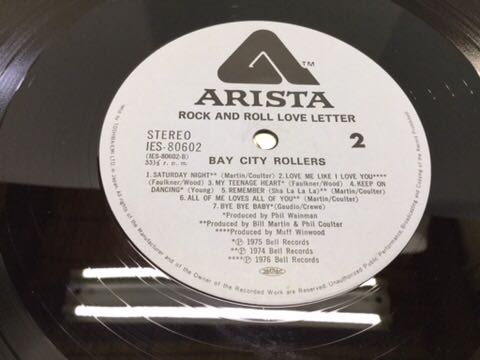 TM
ARISTA
ROCK AND ROLL LOVE LETTER
STEREO
IES-80602
(IES-80602-B)
33⅓ r. p. m.
2
BAY CITY ROLLERS
1. SATURDAY NIGHT** (Martin/Coulter) 2. LOVE ME LIKE I LOVE YOU****
(Faulkner/Wood) 3. MY TEENAGE HEART* (Faulkner/Wood) 4. KEEP ON
DANCING* (Young) 5. REMEMBER (Sha La La La)** (Martin/Coulter)
6. ALL OF ME LOVES ALL OF YOU** (Martin/Coulter)
7. BYE BYE BABY* (Gaudio/Crewe)
*Produced by Phil Wainman
**Produced by Bill Martin & Phil Coulter
****Produced by Muff Winwood
*Ⓟ 1975 Bell Records
**Ⓟ 1974 Bell Records
****Ⓟ 1976 Bell Records
JASRAC
Mfd by TOSHIBA-EMI LTD. in Japan. All rights of the Manufacturer and of the Owner of the Recorded Work are Reserved. Unauthorized Public Performance, Broadcasting and Copying of the Record Prohibited